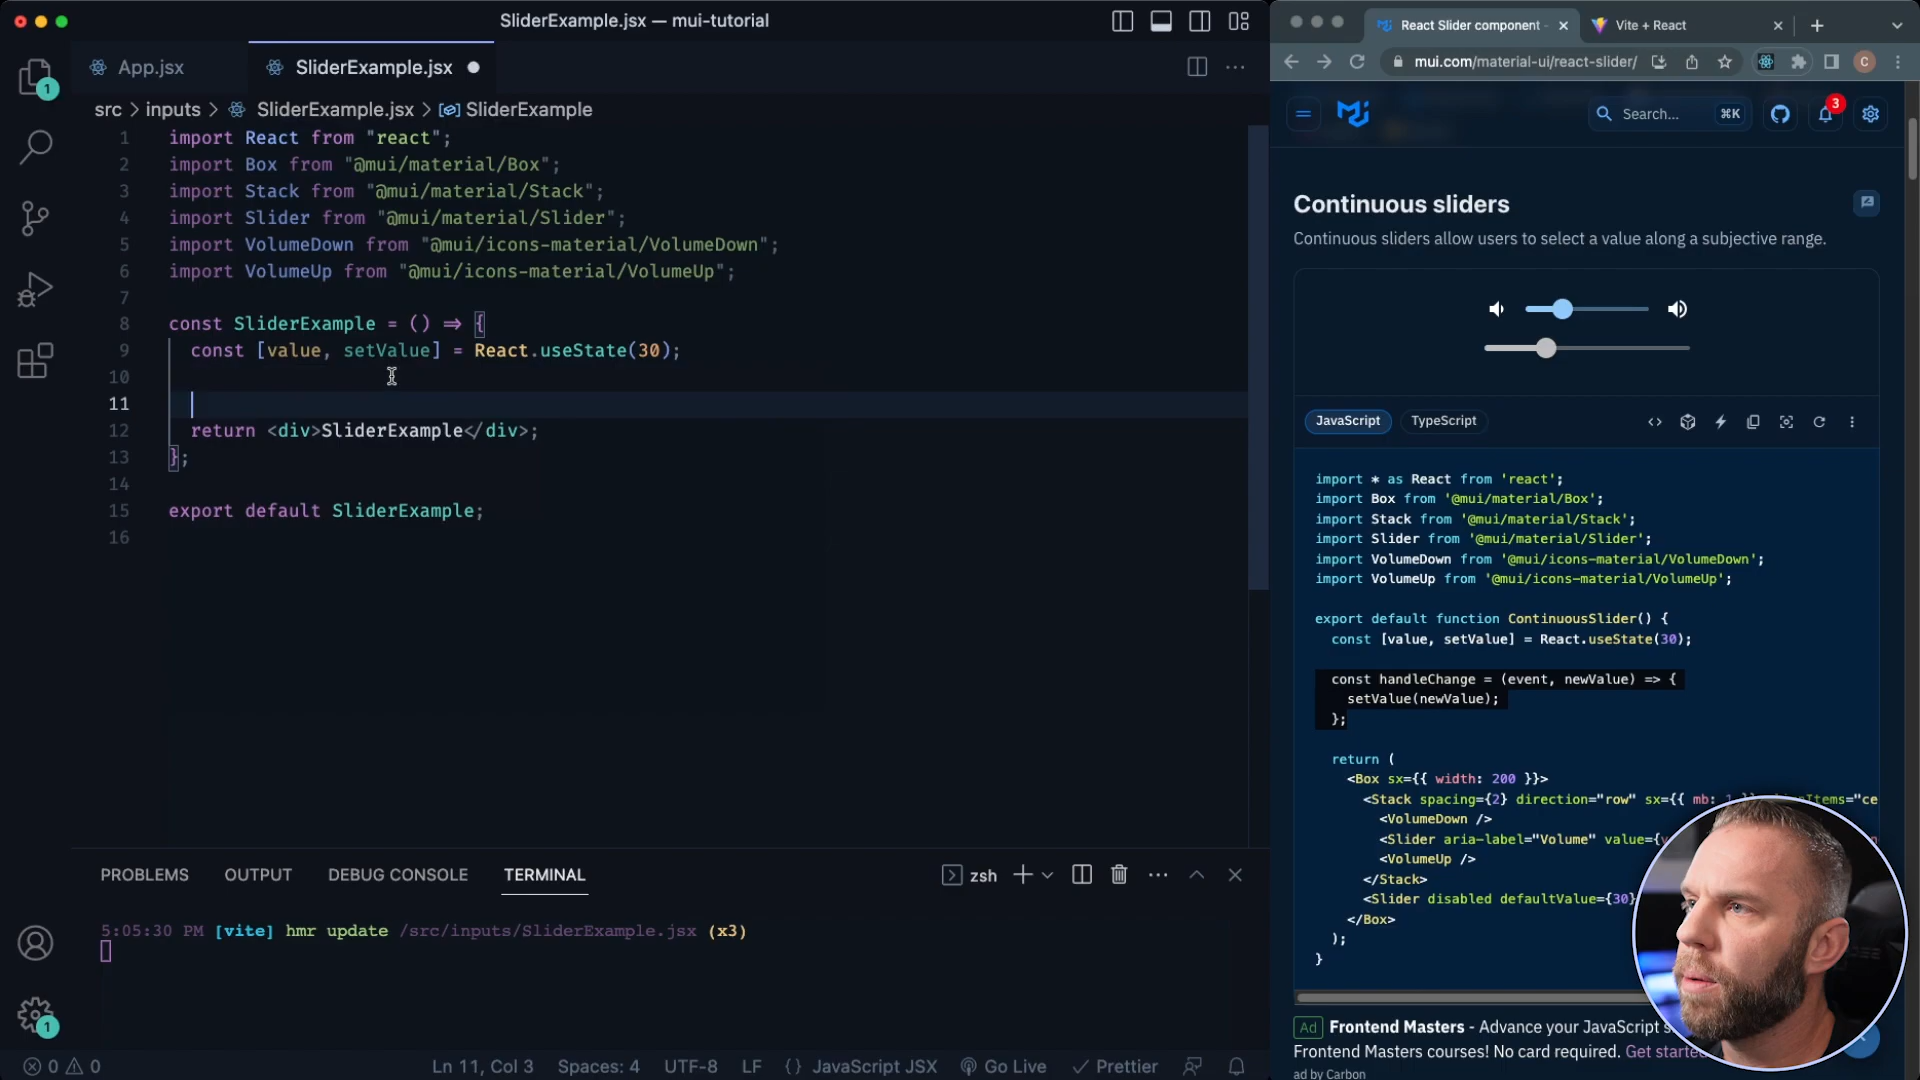 SliderExample.jsx — mui-tutorial
App.jsx
SliderExample.jsx
src > inputs > SliderExample.jsx > SliderExample
1 import React from "react";
2 import Box from "@mui/material/Box";
3 import Stack from "@mui/material/Stack";
4 import Slider from "@mui/material/Slider";
5 import VolumeDown from "@mui/icons-material/VolumeDown";
6 import VolumeUp from "@mui/icons-material/VolumeUp";
7
8 const SliderExample = () => {
9 const [value, setValue] = React.useState(30);
10
11
12 return <div>SliderExample</div>;
13 };
14
15 export default SliderExample;
16
1
PROBLEMS OUTPUT DEBUG CONSOLE TERMINAL
zsh
5:05:30 PM [vite] hmr update /src/inputs/SliderExample.jsx (x3)
1
0 0
Ln 11, Col 3 Spaces: 4 UTF-8 LF {} JavaScript JSX Go Live Prettier
React Slider component -
Vite + React
mui.com/material-ui/react-slider/
C
Search... ⌘K
3
Continuous sliders
Continuous sliders allow users to select a value along a subjective range.
JavaScript TypeScript
import * as React from 'react';
import Box from '@mui/material/Box';
import Stack from '@mui/material/Stack';
import Slider from '@mui/material/Slider';
import VolumeDown from '@mui/icons-material/VolumeDown';
import VolumeUp from '@mui/icons-material/VolumeUp';
export default function ContinuousSlider() {
const [value, setValue] = React.useState(30);
const handleChange = (event, newValue) => {
setValue(newValue);
};
return (
<Box sx={{ width: 200 }}>
<Stack spacing={2} direction="row" sx={{ mb: 1
<VolumeDown />
<Slider aria-label="Volume"
<VolumeUp />
</Stack>
<Slider disabled defaultValue={30}
</Box>
);
}
Ad Frontend Masters - Advance your JavaScript
Frontend Masters courses! No card required. Get
ad by Carbon